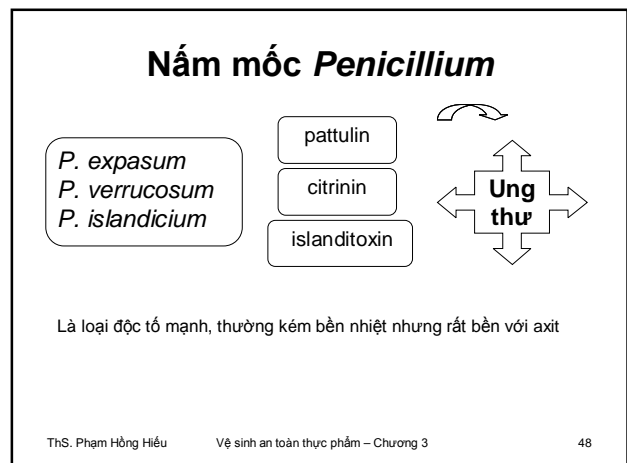 Nấm mốc Penicillium
P. expasum
P. verrucosum
P. islandicium
pattulin
citrinin
islanditoxin
Ung
thư
Là loại độc tố mạnh, thường kém bền nhiệt nhưng rất bền với axit
ThS. Phạm Hồng Hiếu Vệ sinh an toàn thực phẩm – Chương 3 48